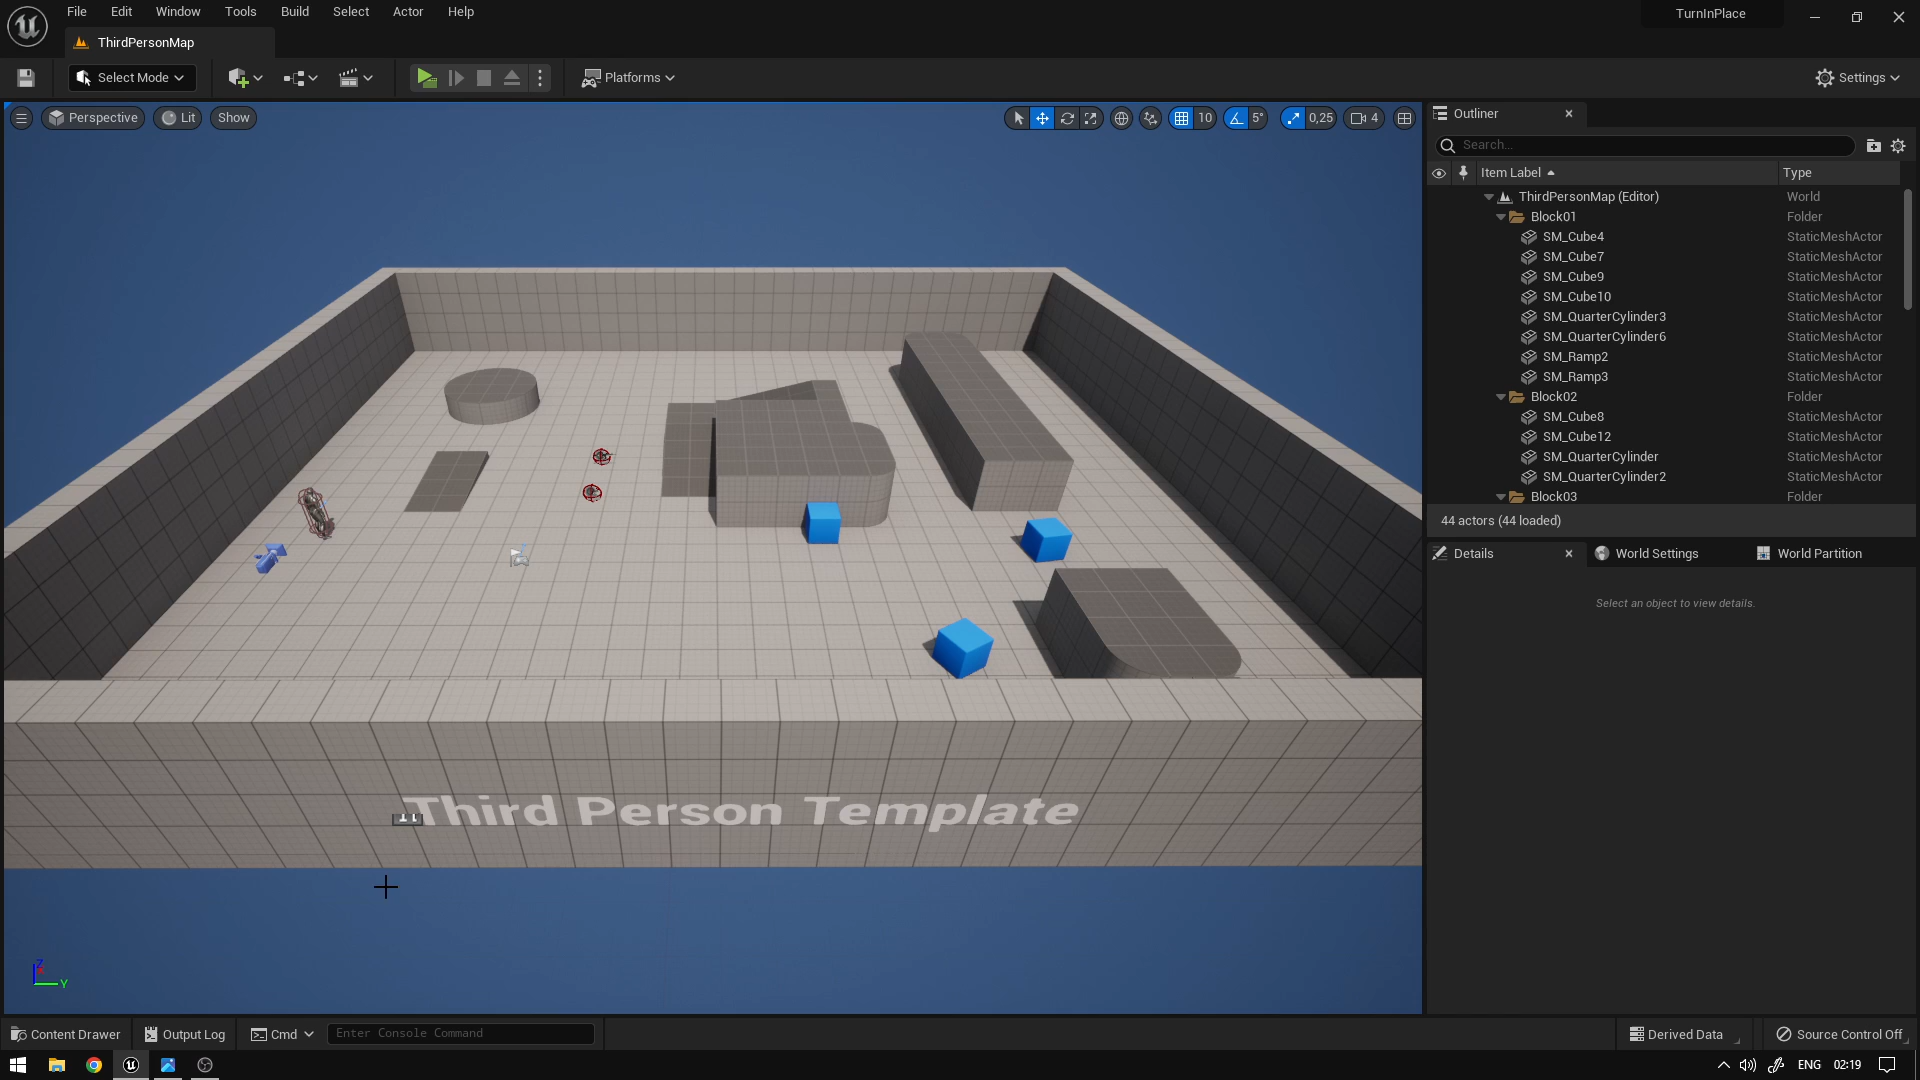 File Edit Window Tools Build Select Actor Help
TurnInPlace
ThirdPersonMap
Select Mode
Platforms
Settings
Perspective Lit Show
10 5° 0,25 4
Third Person Template
Z
Y
Outliner
Search...
Item Label Type
ThirdPersonMap (Editor) World
Block01 Folder
SM_Cube4 StaticMeshActor
SM_Cube7 StaticMeshActor
SM_Cube9 StaticMeshActor
SM_Cube10 StaticMeshActor
SM_QuarterCylinder3 StaticMeshActor
SM_QuarterCylinder6 StaticMeshActor
SM_Ramp2 StaticMeshActor
SM_Ramp3 StaticMeshActor
Block02 Folder
SM_Cube8 StaticMeshActor
SM_Cube12 StaticMeshActor
SM_QuarterCylinder StaticMeshActor
SM_QuarterCylinder2 StaticMeshActor
Block03 Folder
44 actors (44 loaded)
Details World Settings World Partition
Select an object to view details.
Content Drawer Output Log Cmd Enter Console Command Derived Data Source Control Off
ENG 02:19